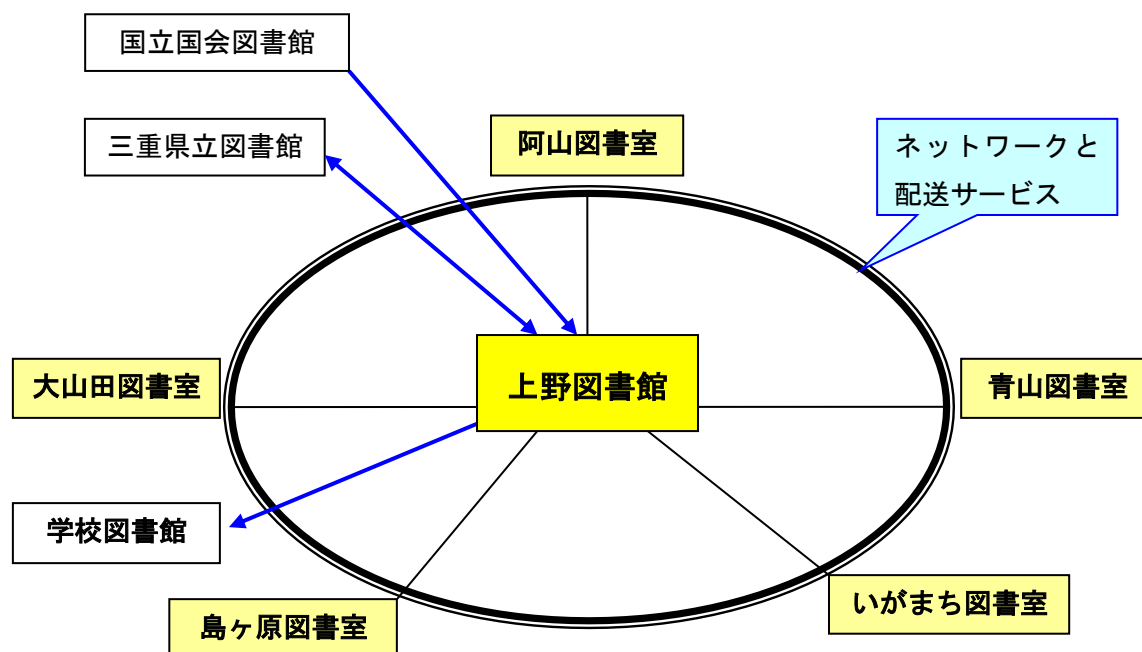 国立国会図書館
三重県立図書館
阿山図書室
ネットワークと
配送サービス
上野図書館
大山田図書室
青山図書室
学校図書館
いがまち図書室
島ヶ原図書室